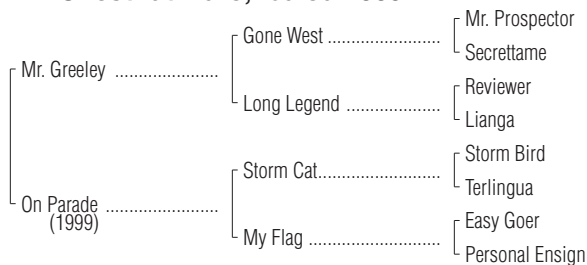 Mr. Prospector
Gone West ........................
Secrettame
Mr. Greeley ......................
Reviewer
Long Legend ....................
Lianga
Storm Bird
Storm Cat.........................
Terlingua
On Parade ........................
(1999)
Easy Goer
My Flag ...........................
Personal Ensign